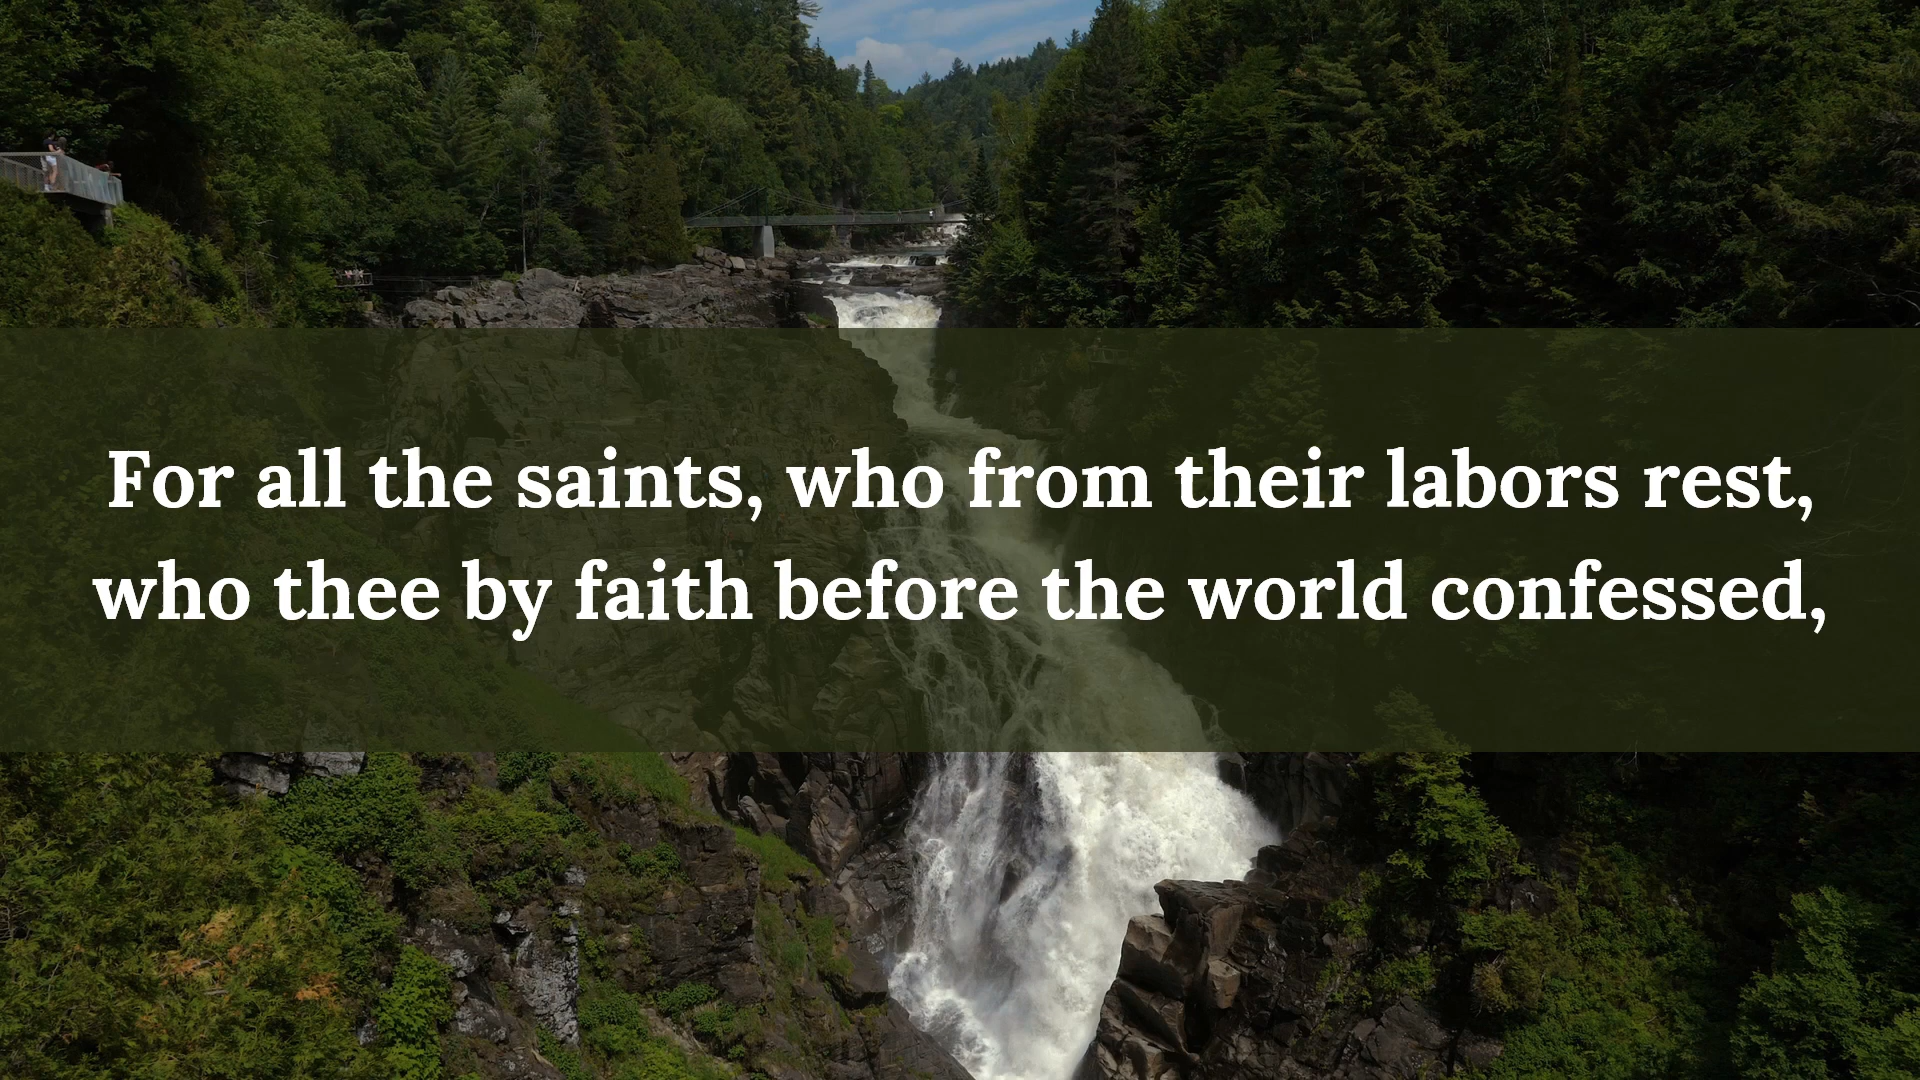 For all the saints, who from their labors rest,
who thee by faith before the world confessed,